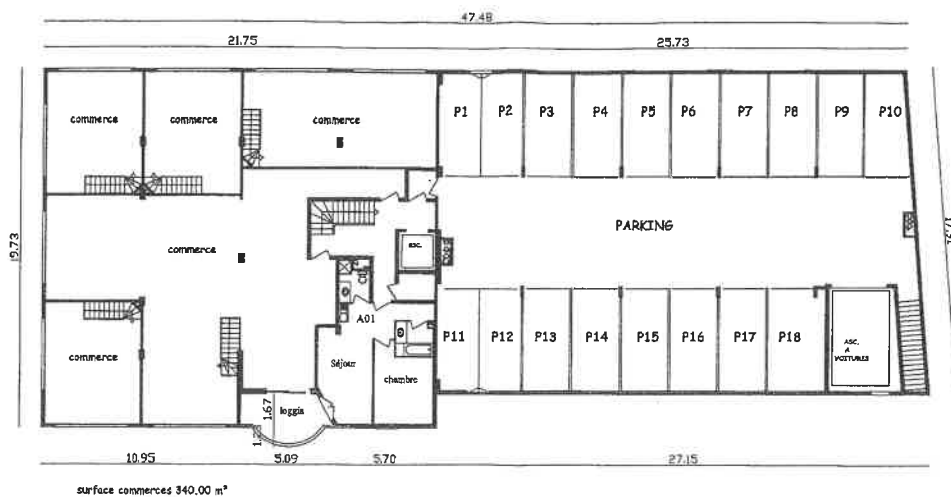 47.48
21.75 25.73
P1 P2 P3 P4 P5 P6 P7 P8 P9 P10
commerce commerce commerce
19.73
PARKING
commerce
ASC.
A01
P11 P12 P13 P14 P15 P16 P17 P18
ASC.
A
VOITURES
commerce
Séjour
chambre
loggia
1.67
10.95 5.09 5.70 27.15
surface commerces 340,00 m²